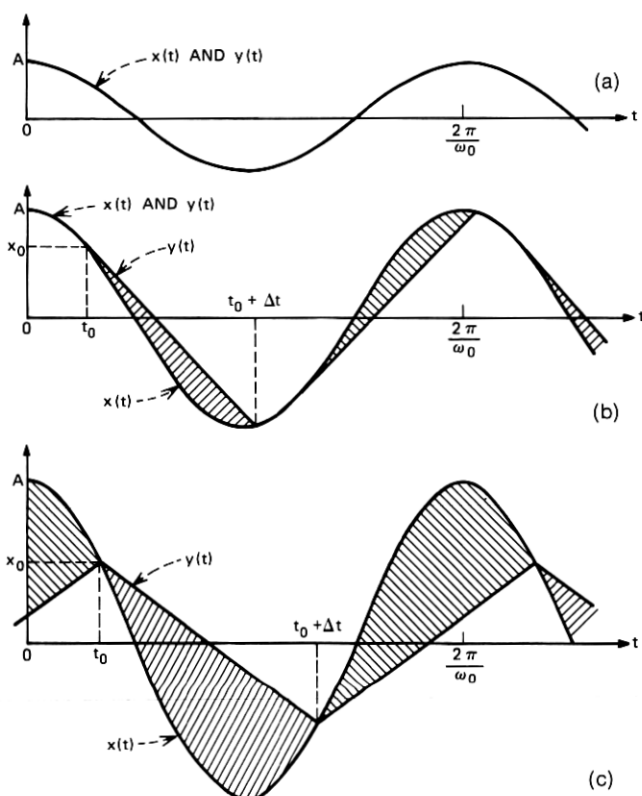 A
x(t) AND y(t)
(a)
0
t
2π
ω0
A
x(t) AND y(t)
x0
y(t)
t0 + Δt
0
t0
t
2π
ω0
x(t)
(b)
A
x0
y(t)
t0 + Δt
0
t0
t
2π
ω0
x(t)
(c)